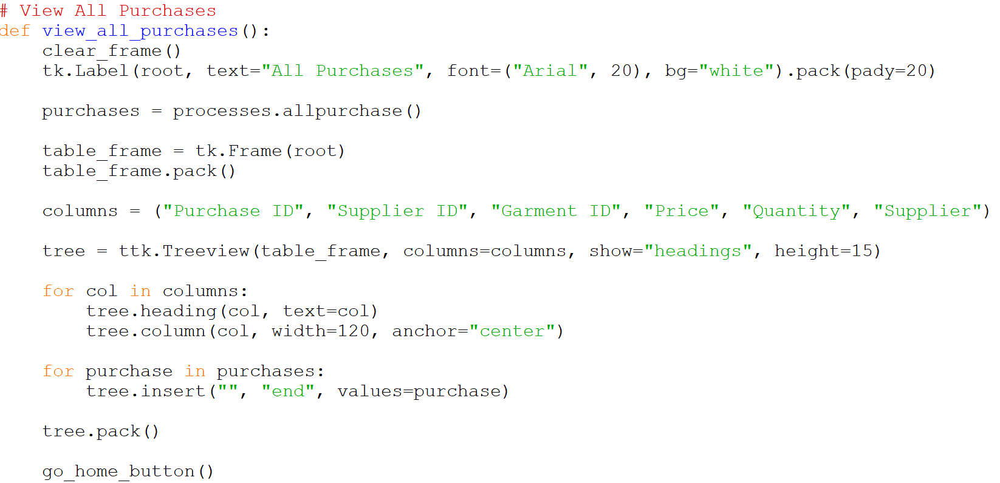 # View All Purchases
def view_all_purchases():
    clear_frame()
    tk.Label(root, text="All Purchases", font=("Arial", 20), bg="white").pack(pady=20)

    purchases = processes.allpurchase()

    table_frame = tk.Frame(root)
    table_frame.pack()

    columns = ("Purchase ID", "Supplier ID", "Garment ID", "Price", "Quantity", "Supplier")

    tree = ttk.Treeview(table_frame, columns=columns, show="headings", height=15)

    for col in columns:
        tree.heading(col, text=col)
        tree.column(col, width=120, anchor="center")

    for purchase in purchases:
        tree.insert("", "end", values=purchase)

    tree.pack()

    go_home_button()